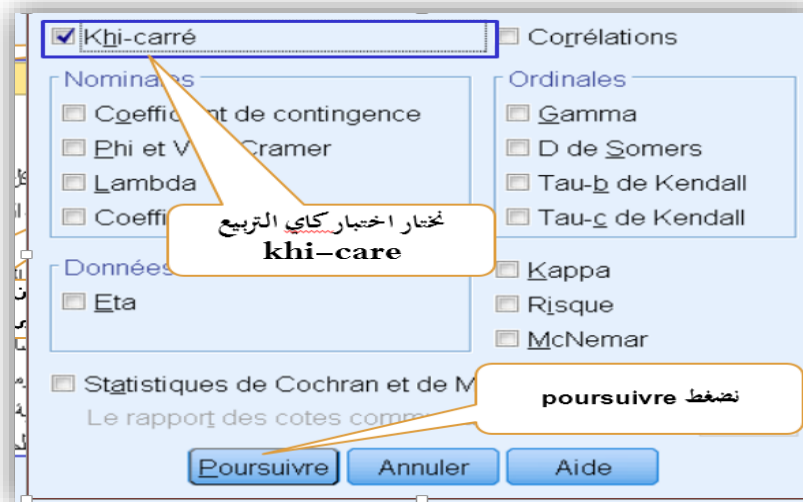 Khi-carré
Corrélations
Nominales
Ordinales
Coefficient de contingence
Gamma
Phi et V Cramer
D de Somers
Lambda
Tau-b de Kendall
Tau-c de Kendall
نختار اختبار كاي التربيع
khi-care
Données
Kappa
Eta
Risque
McNemar
Statistiques de Cochran et de M
Le rapport des cotes
نضغط poursuivre
Poursuivre
Annuler
Aide